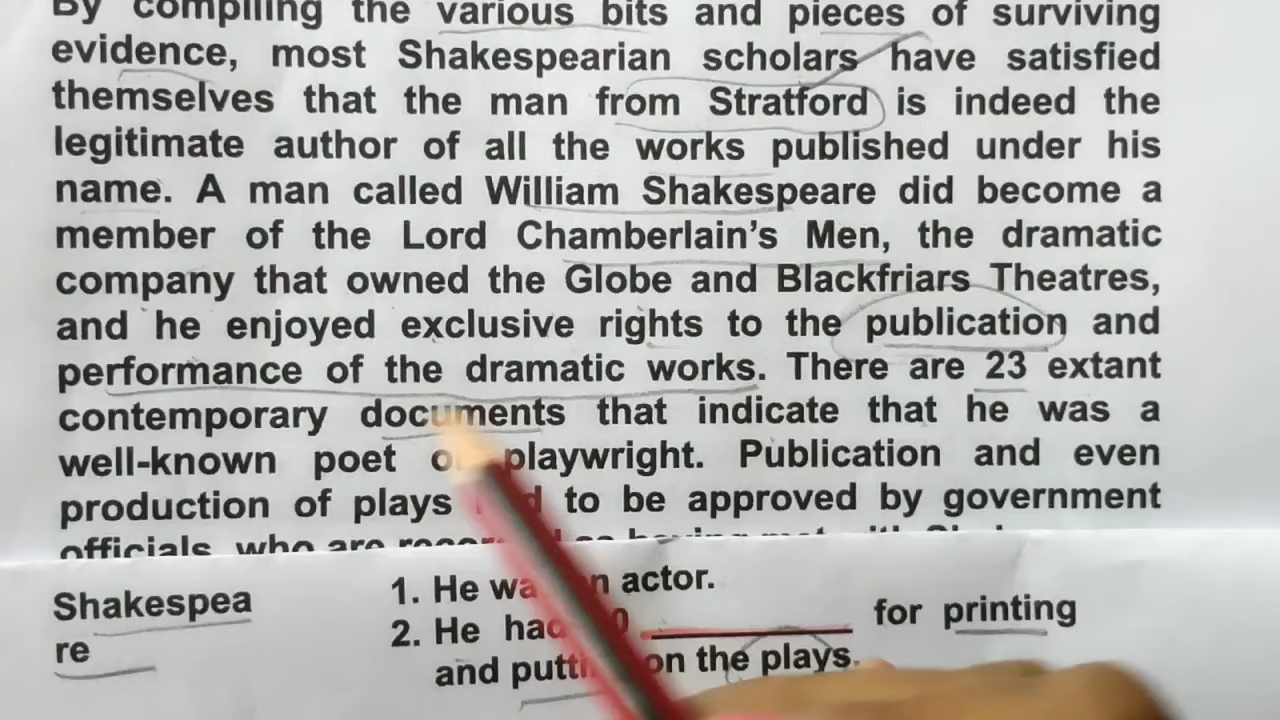 By compiling the various bits and pieces of surviving
evidence, most Shakespearian scholars have satisfied
themselves that the man from Stratford is indeed the
legitimate author of all the works published under his
name. A man called William Shakespeare did become a
member of the Lord Chamberlain's Men, the dramatic
company that owned the Globe and Blackfriars Theatres,
and he enjoyed exclusive rights to the publication and
performance of the dramatic works. There are 23 extant
contemporary documents that indicate that he was a
well-known poet playwright. Publication and even
production of plays to be approved by government
officials, who are
Shakespea
re
1. He actor.
2. He ____________ for printing
and on the plays.